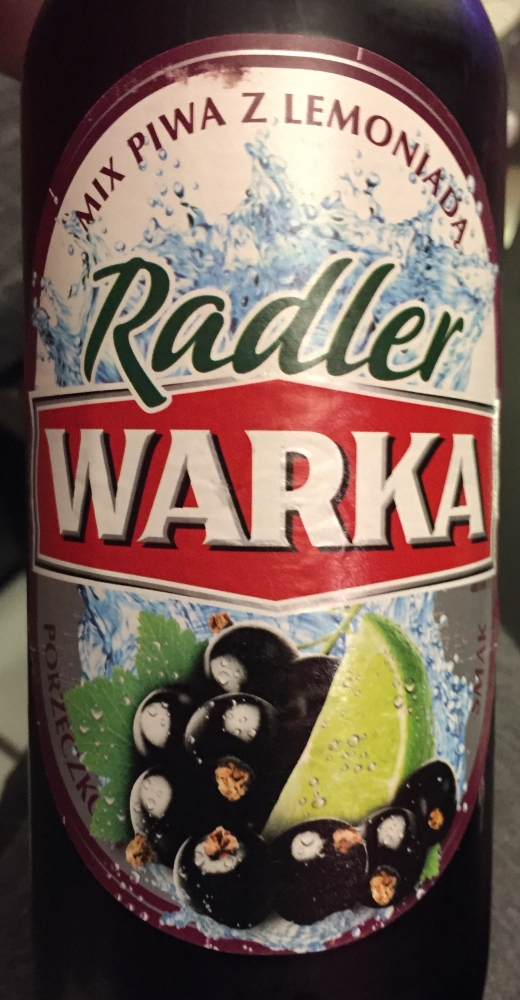 MIX PIWA Z LEMONIADĄ
Radler
WARKA
SMAK